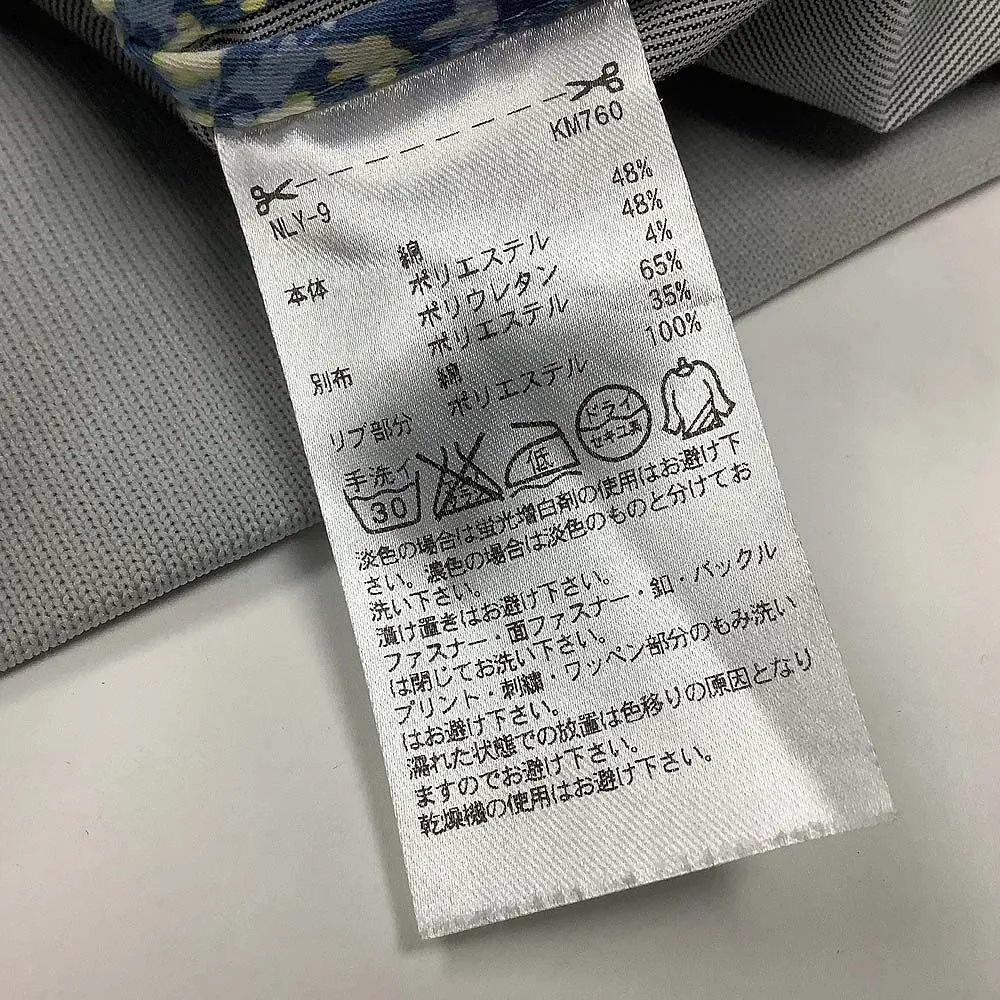 KM760
NLY-9
本体 綿 48%
ポリエステル 48%
ポリウレタン 4%
別布 ポリエステル 65%
綿 35%
リブ部分 ポリエステル 100%
手洗イ
30
低
ドライ
セキユ系
淡色の場合は蛍光増白剤の使用はお避け下
さい。濃色の場合は淡色のものと分けてお
洗い下さい。
漬け置きはお避け下さい。
ファスナー・面ファスナー・釦・バックル
は閉じてお洗い下さい。
プリント・刺繍・ワッペン部分のもみ洗い
はお避け下さい。
濡れた状態での放置は色移りの原因となり
ますのでお避け下さい。
乾燥機の使用はお避け下さい。